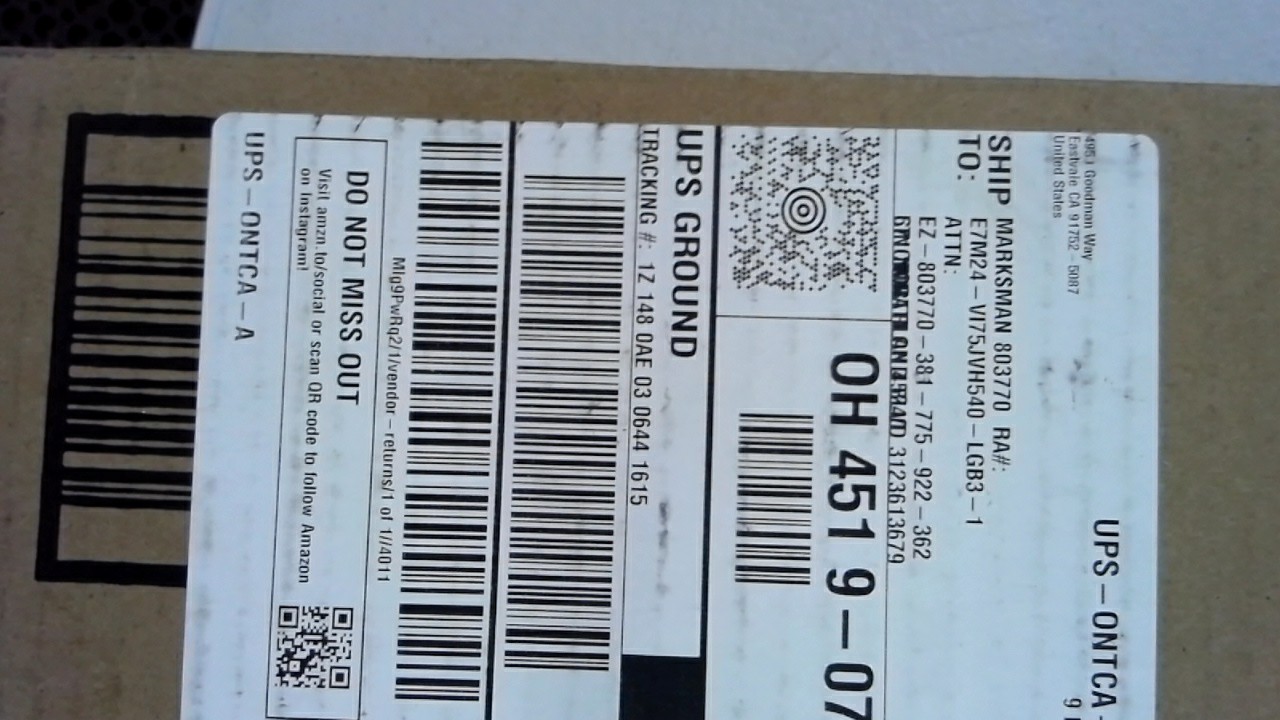 4953 Goodman Way
Eastvale CA 91752-5087
United States
UPS-ONTCA-
9
SHIP TO:
MARKSMAN 803770 RA#:
E7M24-VI75JVH540-LGB3-1
ATTN:
EZ-803770-381-775-922-362
3123613679
OH 451 9-07
UPS GROUND
TRACKING #: 1Z 148 0AE 03 0644 1615
Mlg9PwRq2/1/vendor-returns/1 of 1//4011
DO NOT MISS OUT
Visit amzn.to/social or scan QR code to follow Amazon
on Instagram!
UPS-ONTCA-A